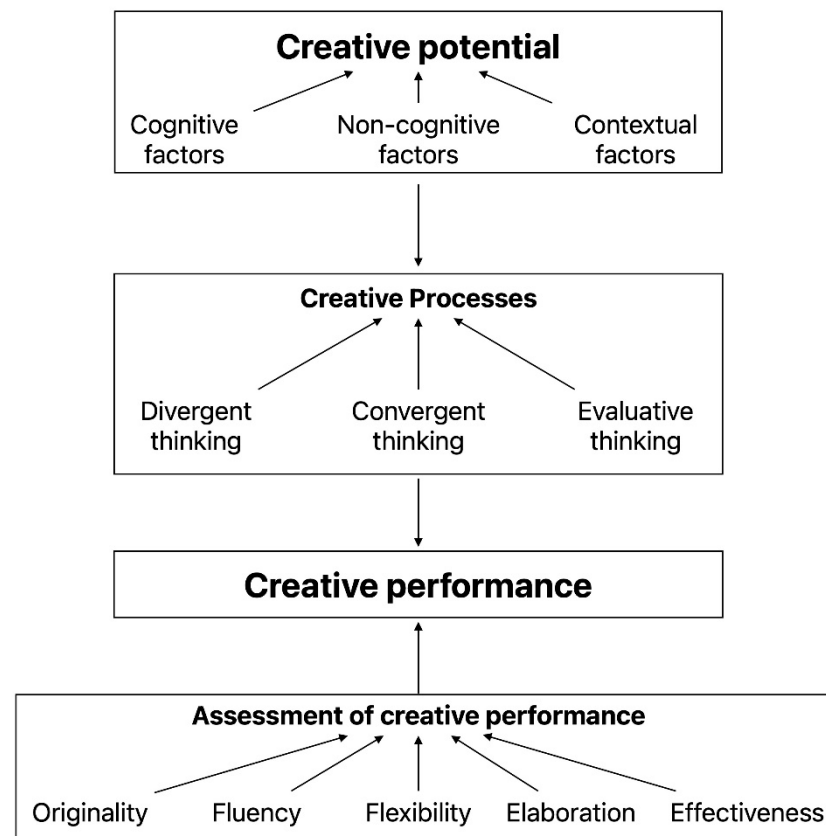 Creative potential
Cognitive
factors
Non-cognitive
factors
Contextual
factors
Creative Processes
Divergent
thinking
Convergent
thinking
Evaluative
thinking
Creative performance
Assessment of creative performance
Originality
Fluency
Flexibility
Elaboration
Effectiveness